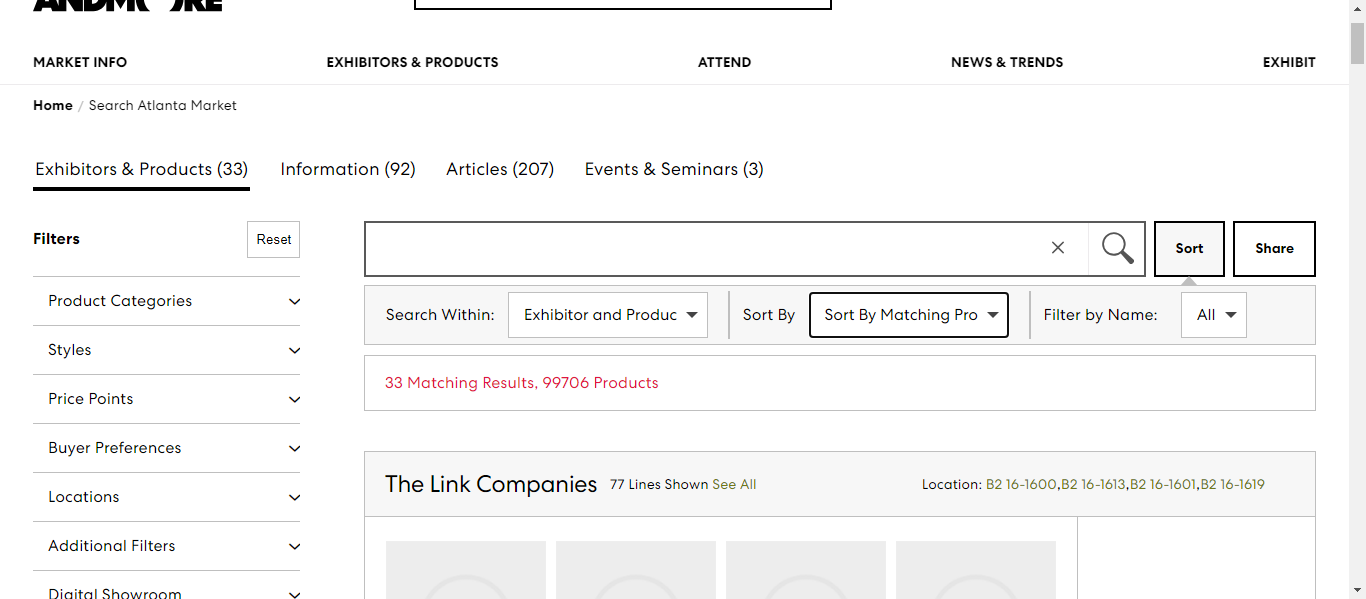 ANDMORE
MARKET INFO
EXHIBITORS & PRODUCTS
ATTEND
NEWS & TRENDS
EXHIBIT
Home / Search Atlanta Market
Exhibitors & Products (33)
Information (92)
Articles (207)
Events & Seminars (3)
Filters
Reset
Product Categories
Styles
Price Points
Buyer Preferences
Locations
Additional Filters
Digital Showroom
Sort
Share
Search Within:
Exhibitor and Produc
Sort By
Sort By Matching Pro
Filter by Name:
All
33 Matching Results, 99706 Products
The Link Companies 77 Lines Shown See All
Location: B2 16-1600,B2 16-1613,B2 16-1601,B2 16-1619